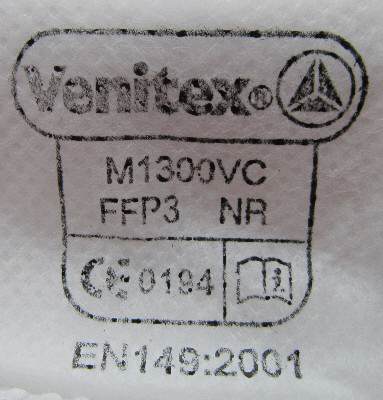 Venitex®
M1300VC
FFP3 NR
CE 0194
EN149:2001